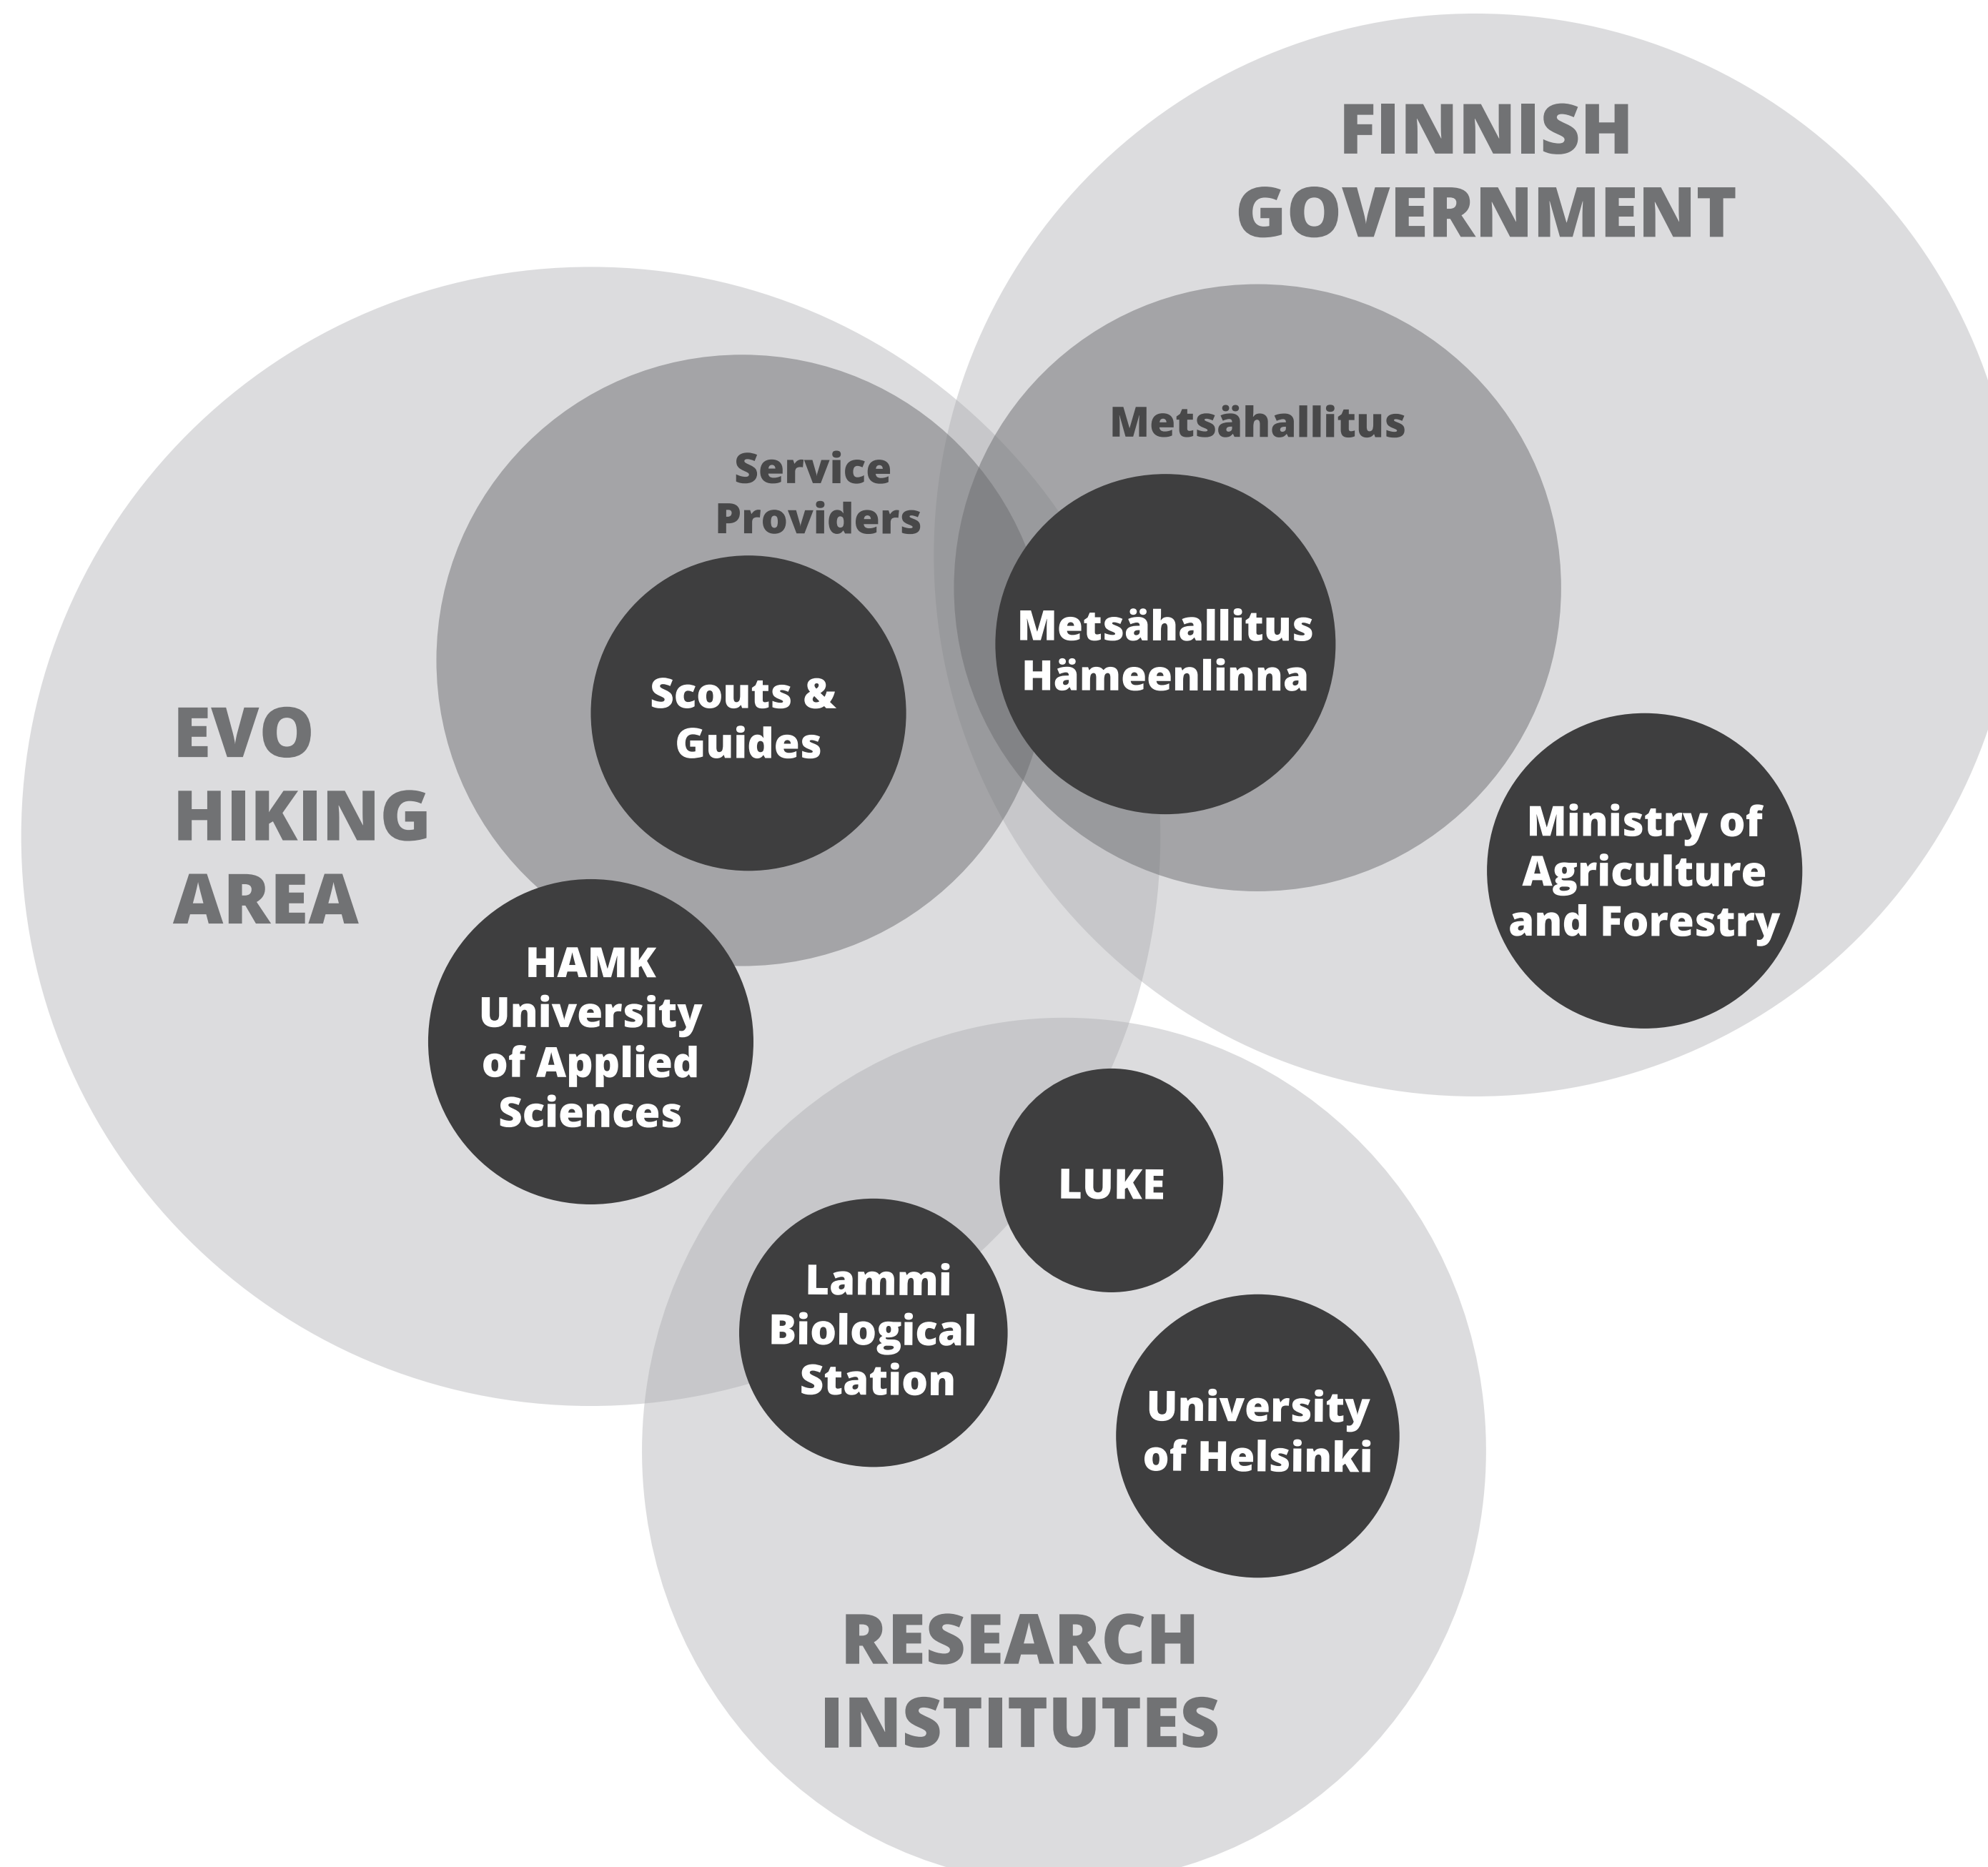 FINNISH
GOVERNMENT
Metsähallitus
Service
Providers
Metsähallitus
Hämeenlinna
Scouts &
Guides
EVO
HIKING
AREA
Ministry of
Agriculture
and Forestry
HAMK
University
of Applied
Sciences
LUKE
Lammi
Biological
Station
University
of Helsinki
RESEARCH
INSTITUTES